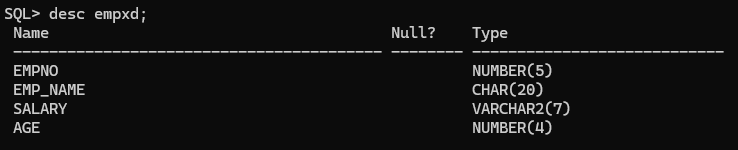 SQL> desc empxd;
 Name                                      Null?    Type
 ----------------------------------------- -------- ----------------------------
 EMPNO                                              NUMBER(5)
 EMP_NAME                                           CHAR(20)
 SALARY                                             VARCHAR2(7)
 AGE                                                NUMBER(4)